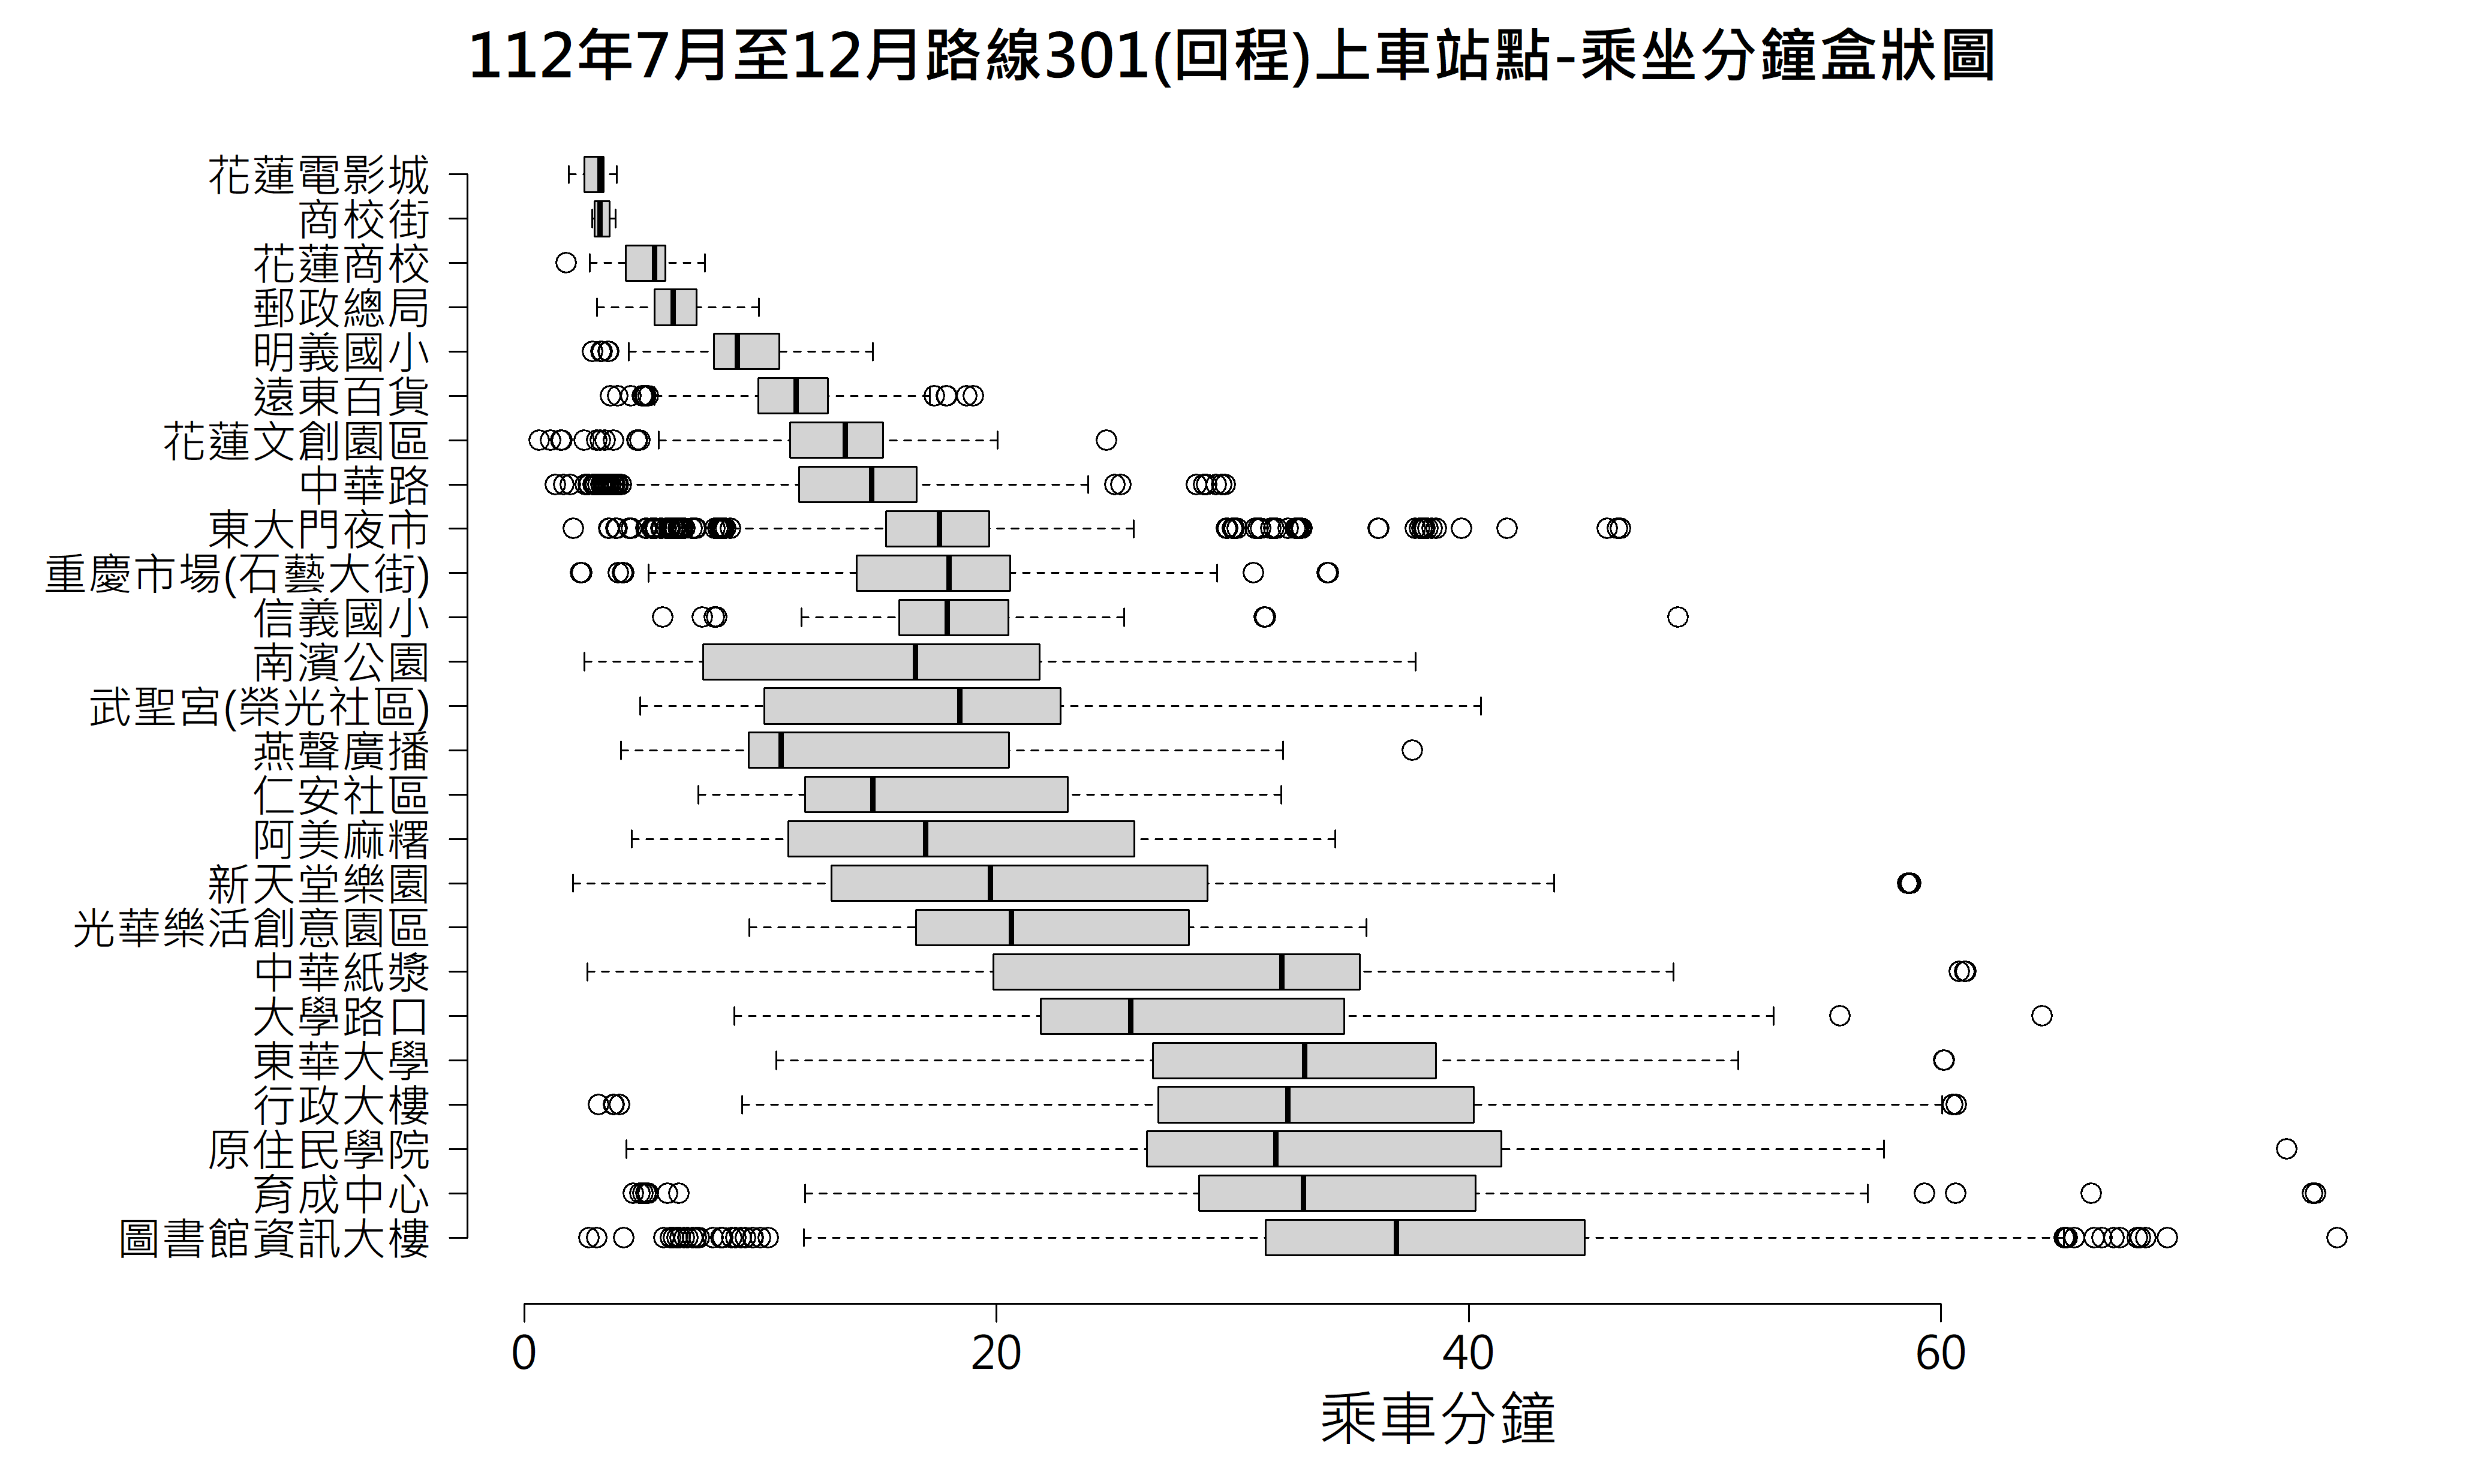 112年7月至12月路線301(回程)上車站點-乘坐分鐘盒狀圖
花蓮電影城
商校街
花蓮商校
郵政總局
明義國小
遠東百貨
花蓮文創園區
中華路
東大門夜市
重慶市場(石藝大街)
信義國小
南濱公園
武聖宮(榮光社區)
燕聲廣播
仁安社區
阿美麻糬
新天堂樂園
光華樂活創意園區
中華紙漿
大學路口
東華大學
行政大樓
原住民學院
育成中心
圖書館資訊大樓
0 20 40 60
乘車分鐘